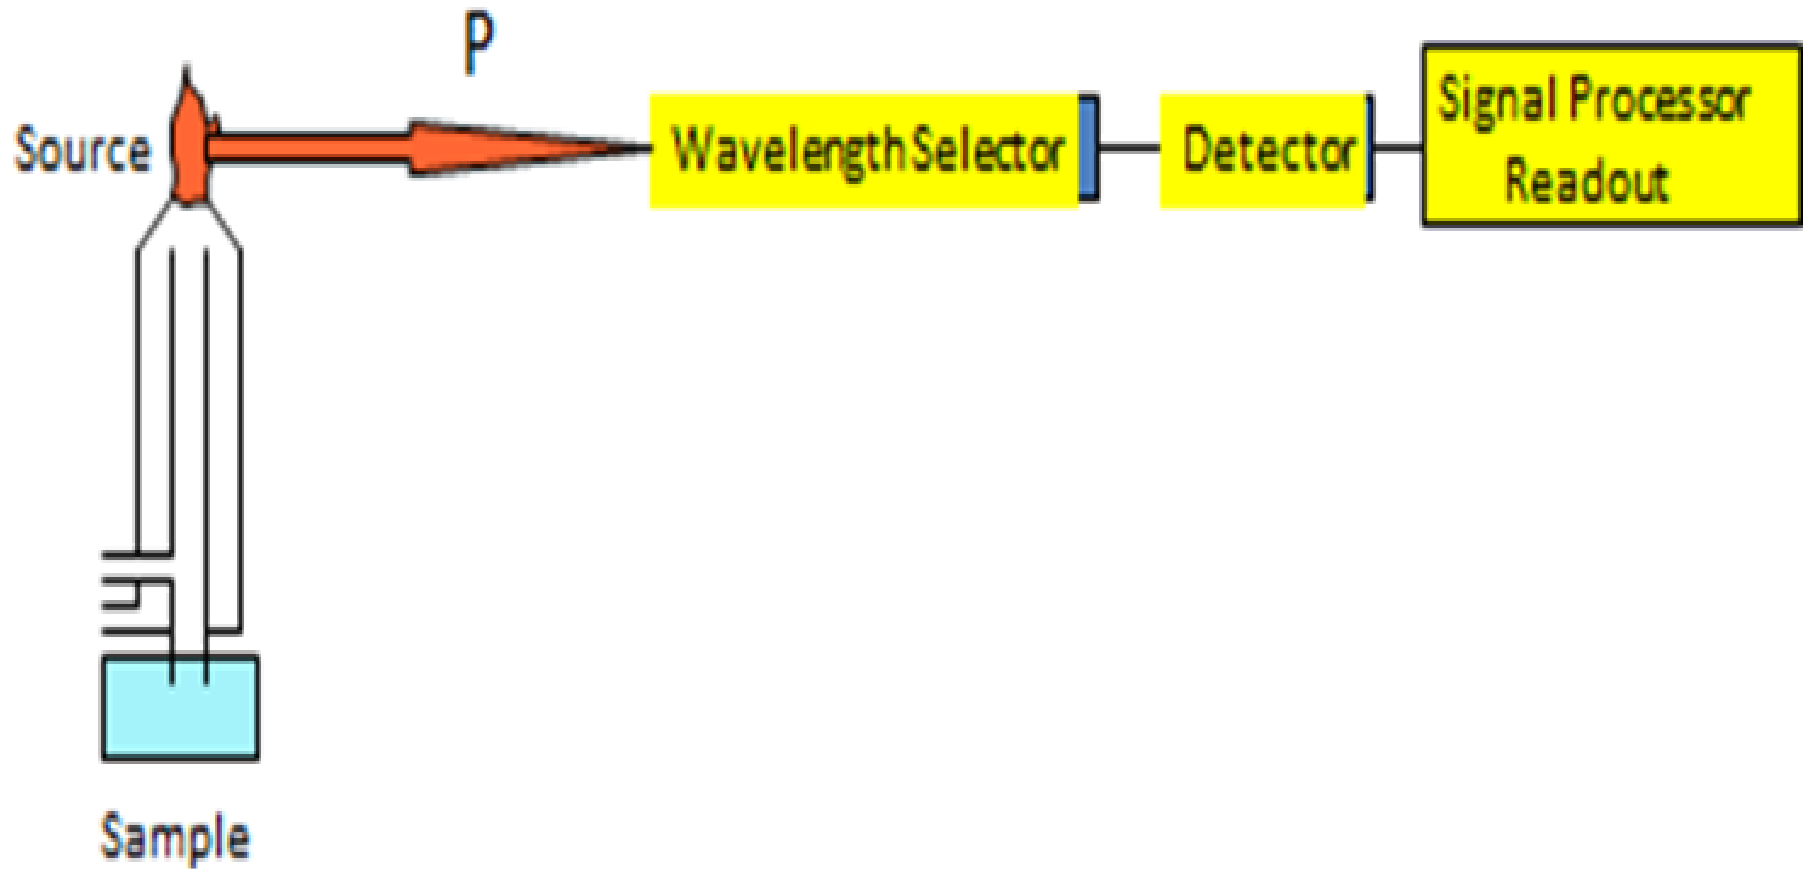 P
Source
Wavelength Selector
Detector
Signal Processor
Readout
Sample